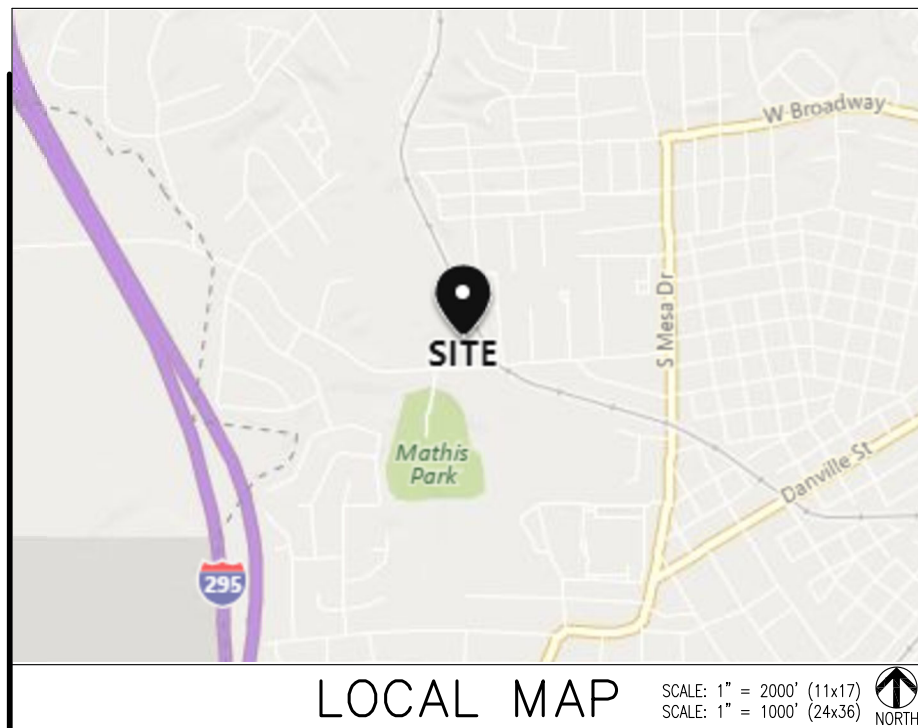 W Broadway
S Mesa Dr
SITE
Mathis
Park
Danville St
295
LOCAL MAP
SCALE: 1" = 2000' (11x17)
SCALE: 1" = 1000' (24x36)
NORTH